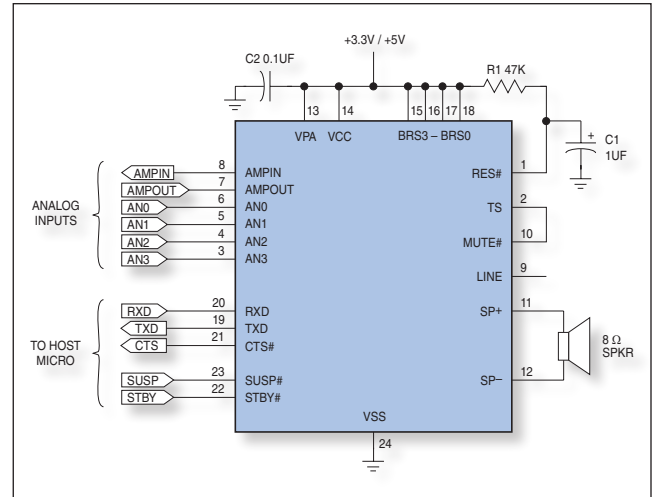 +3.3V / +5V
C2 0.1UF
R1 47K
13 14 15 16 17 18
VPA VCC BRS3 – BRS0
C1
1UF
+
AMPIN 8 AMPIN
AMPOUT 7 AMPOUT
AN0 6 AN0
AN1 5 AN1
AN2 4 AN2
AN3 3 AN3
ANALOG
INPUTS
RES# 1
TS 2
MUTE# 10
LINE 9
SP+ 11
SP– 12
8 Ω
SPKR
RXD 20 RXD
TXD 19 TXD
CTS 21 CTS#
SUSP 23 SUSP#
STBY 22 STBY#
TO HOST
MICRO
VSS
24